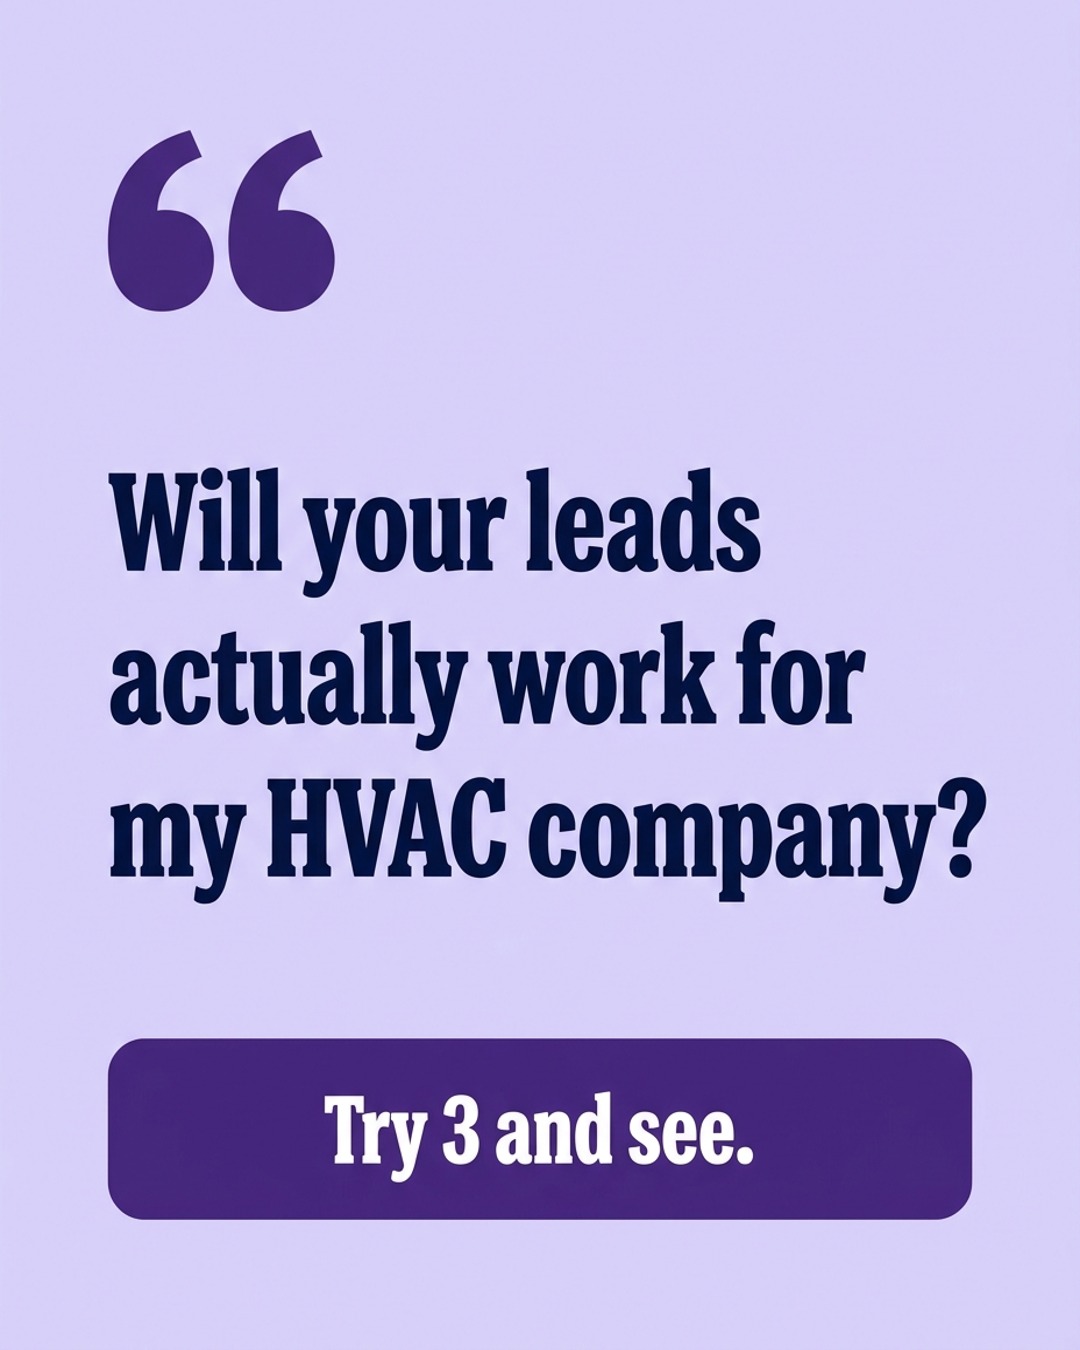 “
Will your leads
actually work for
my HVAC company?
Try 3 and see.